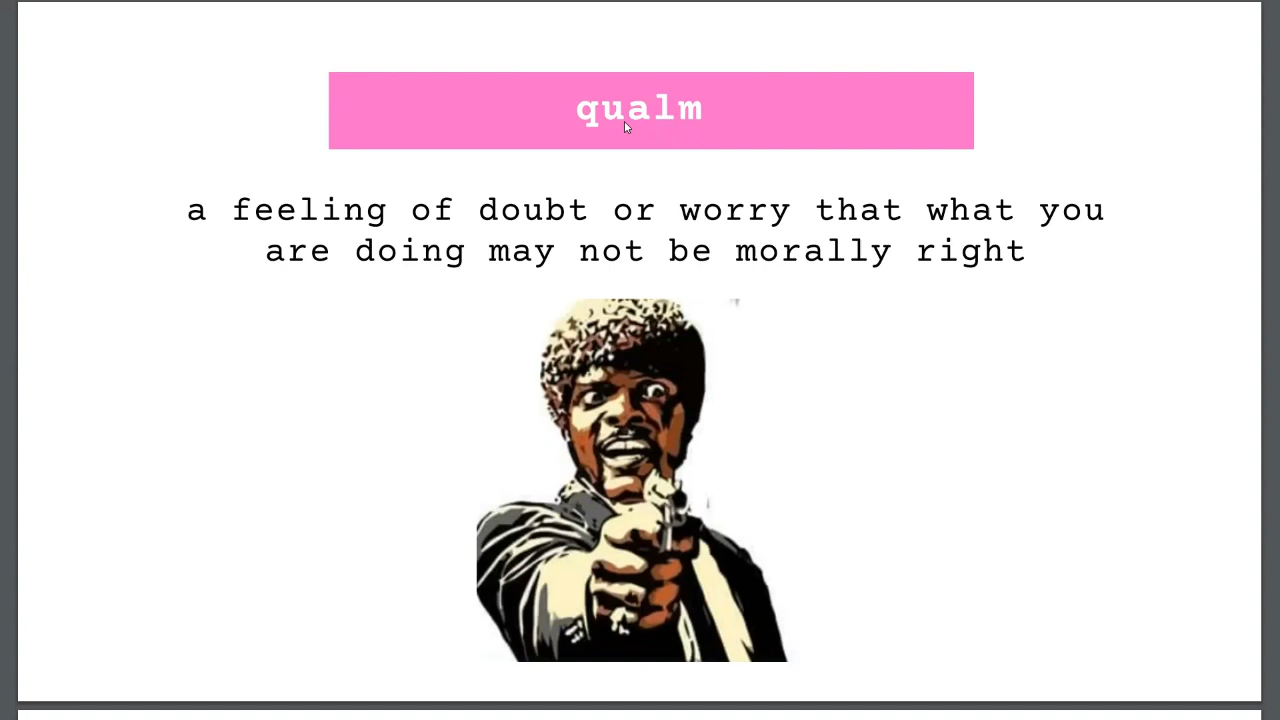 qualm
a feeling of doubt or worry that what you
are doing may not be morally right